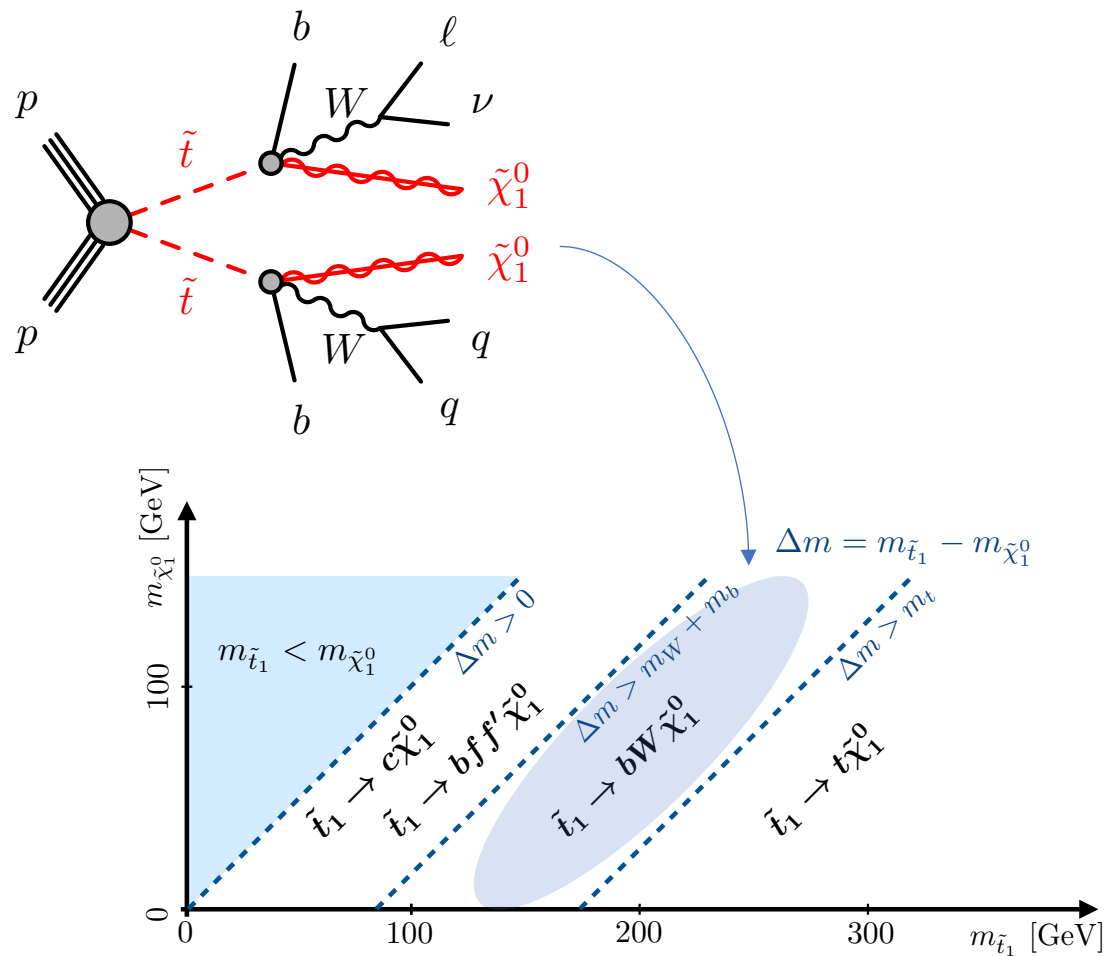 b
ℓ
p
W
ν
t̃
χ̃₁⁰
χ̃₁⁰
t̃
p
W
q
b
q
m_χ̃₁⁰ [GeV]
Δm = m_t̃₁ − m_χ̃₁⁰
m_t̃₁ < m_χ̃₁⁰
Δm > 0
Δm > m_W + m_b
Δm > m_t
t̃₁ → cχ̃₁⁰
t̃₁ → bff′χ̃₁⁰
t̃₁ → bWχ̃₁⁰
t̃₁ → tχ̃₁⁰
100
0
0
100
200
300
m_t̃₁ [GeV]